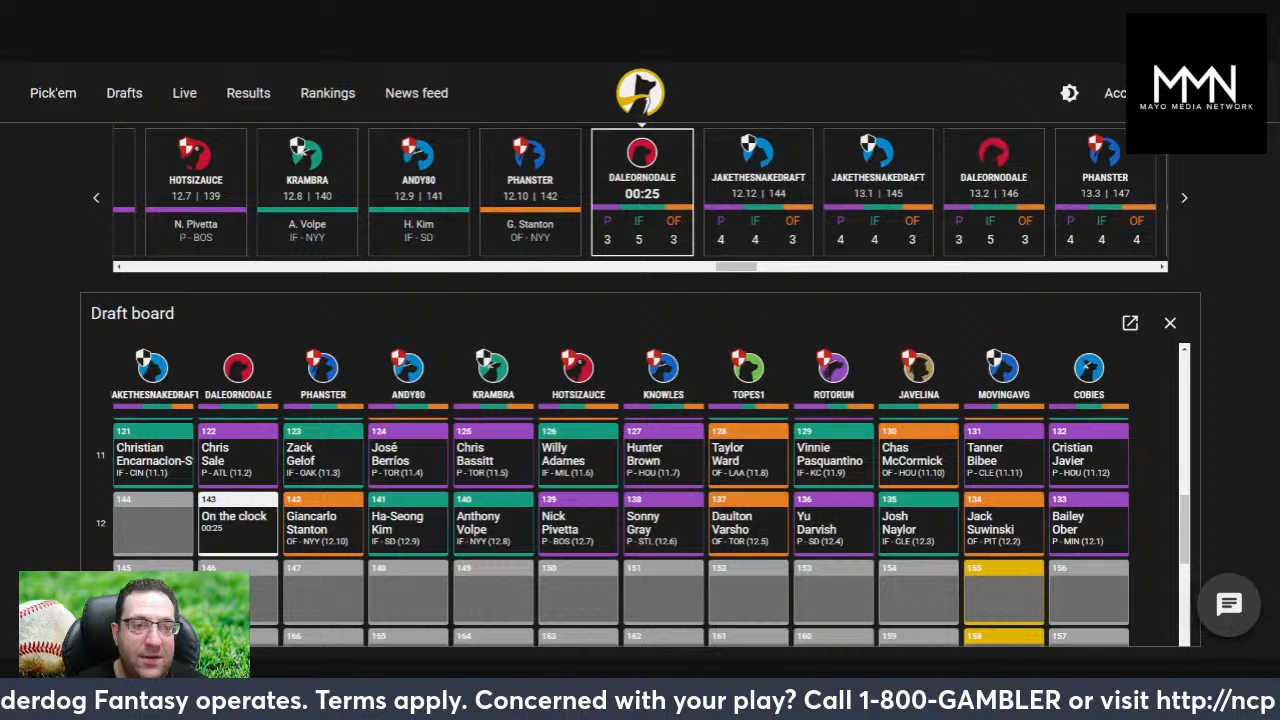 Pick'em Drafts Live Results Rankings News feed
MMN
MAYO MEDIA NETWORK
HOTSIZAUCE
12.7 | 139
N. Pivetta
P - BOS
KRAMBRA
12.8 | 140
A. Volpe
IF - NYY
ANDY80
12.9 | 141
H. Kim
IF - SD
PHANSTER
12.10 | 142
G. Stanton
OF - NYY
DALEORNODALE
00:25
P IF OF
3 5 3
JAKETHESNAKEDRAFT
12.12 | 144
P IF OF
4 4 3
JAKETHESNAKEDRAFT
13.1 | 145
P IF OF
4 4 3
DALEORNODALE
13.2 | 146
P IF OF
3 5 3
PHANSTER
13.3 | 147
P IF OF
4 4 4
Draft board
AKETHESNAKEDRAFT DALEORNODALE PHANSTER ANDY80 KRAMBRA HOTSIZAUCE KNOWLES TOPES1 ROTORUN JAVELINA MOVINGAVG COBIES
11
121
Christian
Encarnacion-S
IF - CIN (11.1)
122
Chris
Sale
P - ATL (11.2)
123
Zack
Gelof
IF - OAK (11.3)
124
José
Berríos
P - TOR (11.4)
125
Chris
Bassitt
P - TOR (11.5)
126
Willy
Adames
IF - MIL (11.6)
127
Hunter
Brown
P - HOU (11.7)
128
Taylor
Ward
OF - LAA (11.8)
129
Vinnie
Pasquantino
IF - KC (11.9)
130
Chas
McCormick
OF - HOU (11.10)
131
Tanner
Bibee
P - CLE (11.11)
132
Cristian
Javier
P - HOU (11.12)
12
144
143
On the clock
00:25
142
Giancarlo
Stanton
OF - NYY (12.10)
141
Ha-Seong
Kim
IF - SD (12.9)
140
Anthony
Volpe
IF - NYY (12.8)
139
Nick
Pivetta
P - BOS (12.7)
138
Sonny
Gray
P - STL (12.6)
137
Daulton
Varsho
OF - TOR (12.5)
136
Yu
Darvish
P - SD (12.4)
135
Josh
Naylor
IF - CLE (12.3)
134
Jack
Suwinski
OF - PIT (12.2)
133
Bailey
Ober
P - MIN (12.1)
145 146 147 148 149 150 151 152 153 154 155 156
166 165 164 163 162 161 160 159 158 157
derdog Fantasy operates. Terms apply. Concerned with your play? Call 1-800-GAMBLER or visit http://ncp